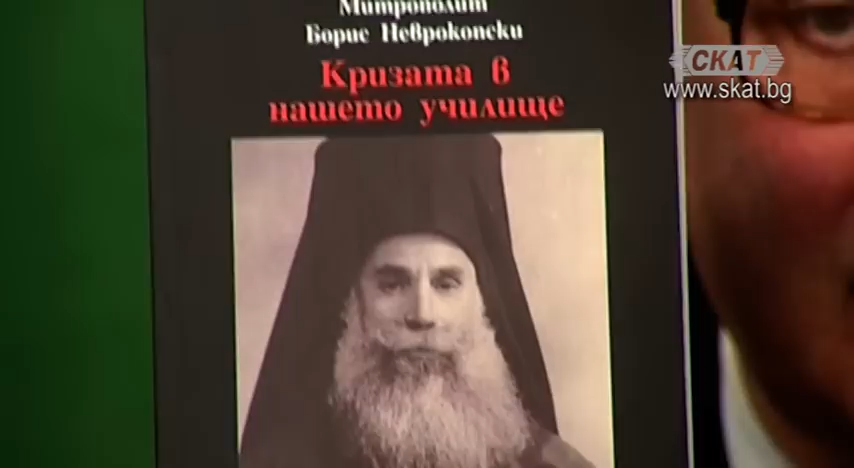 Митрополит
Борис Неврокопски
Кризата в
нашето училище
СКАТ
www.skat.bg